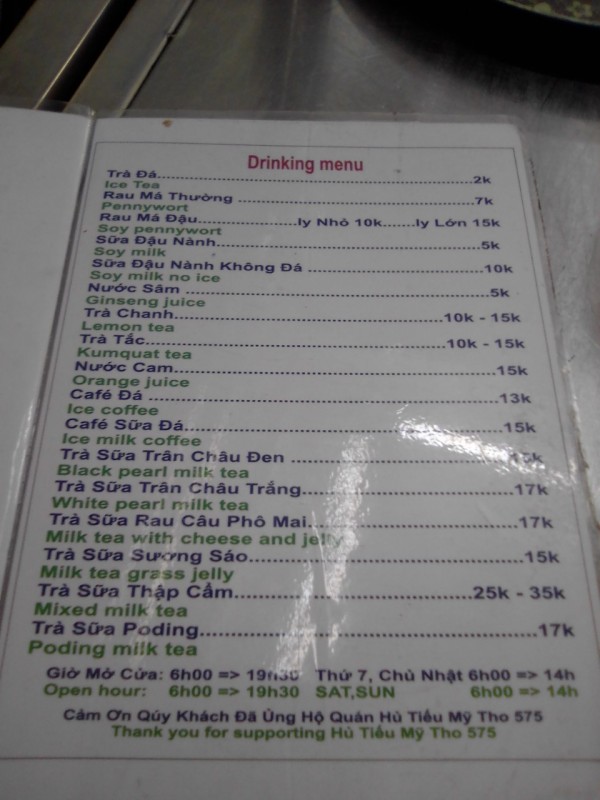 Drinking menu
Trà Đá.......................................................................2k
Ice Tea
Rau Má Thường .....................................................7k
Pennywort
Rau Má Đậu......................ly Nhỏ 10k.......ly Lớn 15k
Soy pennywort
Sữa Đậu Nành..........................................................5k
Soy milk
Sữa Đậu Nành Không Đá ........................................10k
Soy milk no ice
Nước Sâm ...............................................................5k
Ginseng juice
Trà Chanh......................................................10k - 15k
Lemon tea
Trà Tắc............................................................10k - 15k
Kumquat tea
Nước Cam................................................................15k
Orange juice
Café Đá ....................................................................13k
Ice coffee
Café Sữa Đá..............................................................15k
Ice milk coffee
Trà Sữa Trân Châu Đen ..........................................
Black pearl milk tea
Trà Sữa Trân Châu Trắng........................................17k
White pearl milk tea
Trà Sữa Rau Câu Phô Mai.......................................17k
Milk tea with cheese and jelly
Trà Sữa Sương Sáo..................................................15k
Milk tea grass jelly
Trà Sữa Thập Cẩm.............................................25k - 35k
Mixed milk tea
Trà Sữa Poding..........................................................17k
Poding milk tea
Giờ Mở Cửa: 6h00 => 19h30 Thứ 7, Chủ Nhật 6h00 => 14h
Open hour: 6h00 => 19h30 SAT,SUN 6h00 => 14h
Cảm Ơn Qúy Khách Đã Ủng Hộ Quán Hủ Tiếu Mỹ Tho 575
Thank you for supporting Hủ Tiếu Mỹ Tho 575